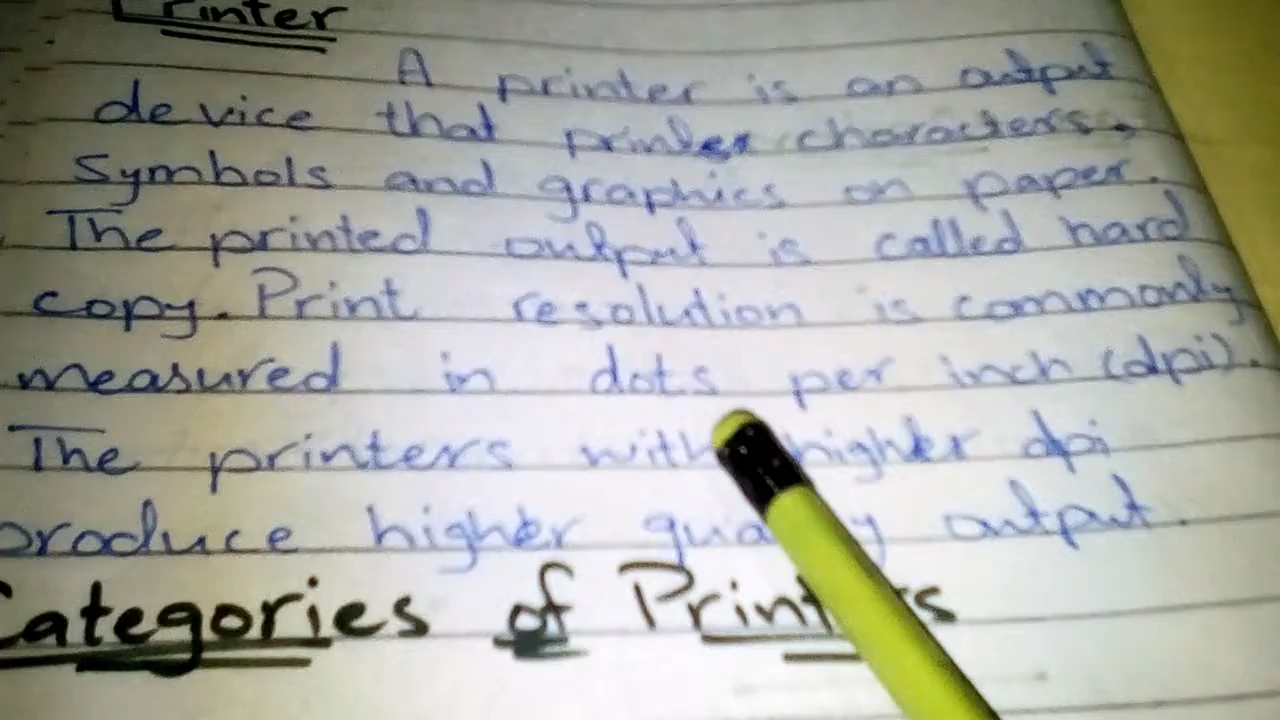 Printer
A printer is an output
device that printes characters,
Symbols and graphics on paper.
The printed output is called hard
copy. Print resolution is commonly
measured in dots per inch (dpi).
The printers with higher dpi
produce higher quality output.
Categories of Printers